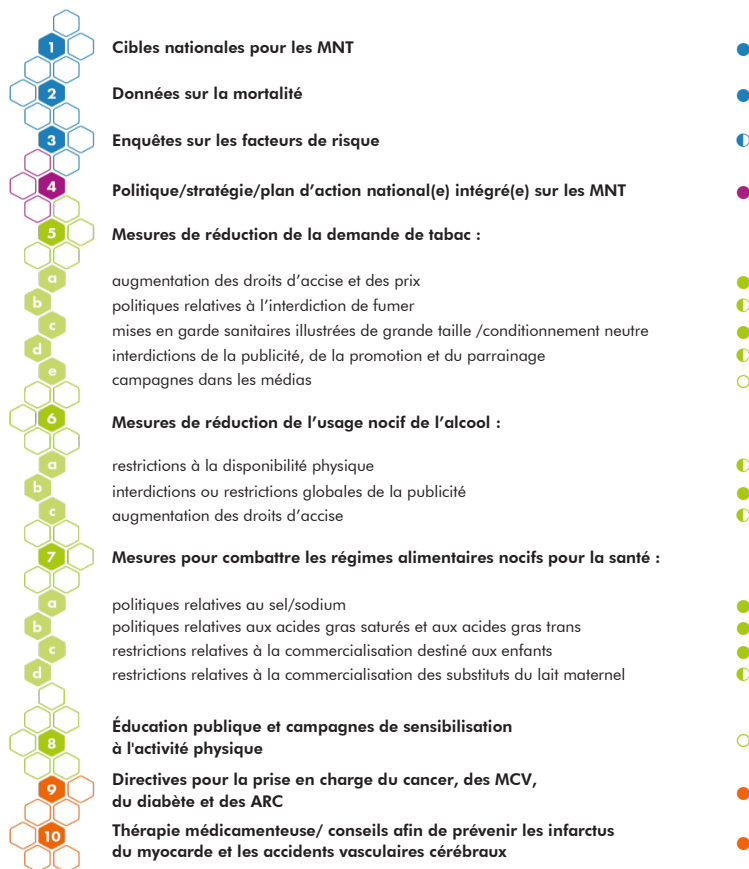 1 Cibles nationales pour les MNT
2 Données sur la mortalité
3 Enquêtes sur les facteurs de risque
4 Politique/stratégie/plan d’action national(e) intégré(e) sur les MNT
5 Mesures de réduction de la demande de tabac :
a augmentation des droits d’accise et des prix
b politiques relatives à l’interdiction de fumer
c mises en garde sanitaires illustrées de grande taille /conditionnement neutre
d interdictions de la publicité, de la promotion et du parrainage
e campagnes dans les médias
6 Mesures de réduction de l’usage nocif de l’alcool :
a restrictions à la disponibilité physique
b interdictions ou restrictions globales de la publicité
c augmentation des droits d’accise
7 Mesures pour combattre les régimes alimentaires nocifs pour la santé :
a politiques relatives au sel/sodium
b politiques relatives aux acides gras saturés et aux acides gras trans
c restrictions relatives à la commercialisation destiné aux enfants
d restrictions relatives à la commercialisation des substituts du lait maternel
8 Éducation publique et campagnes de sensibilisation
à l'activité physique
9 Directives pour la prise en charge du cancer, des MCV,
du diabète et des ARC
10 Thérapie médicamenteuse/ conseils afin de prévenir les infarctus
du myocarde et les accidents vasculaires cérébraux